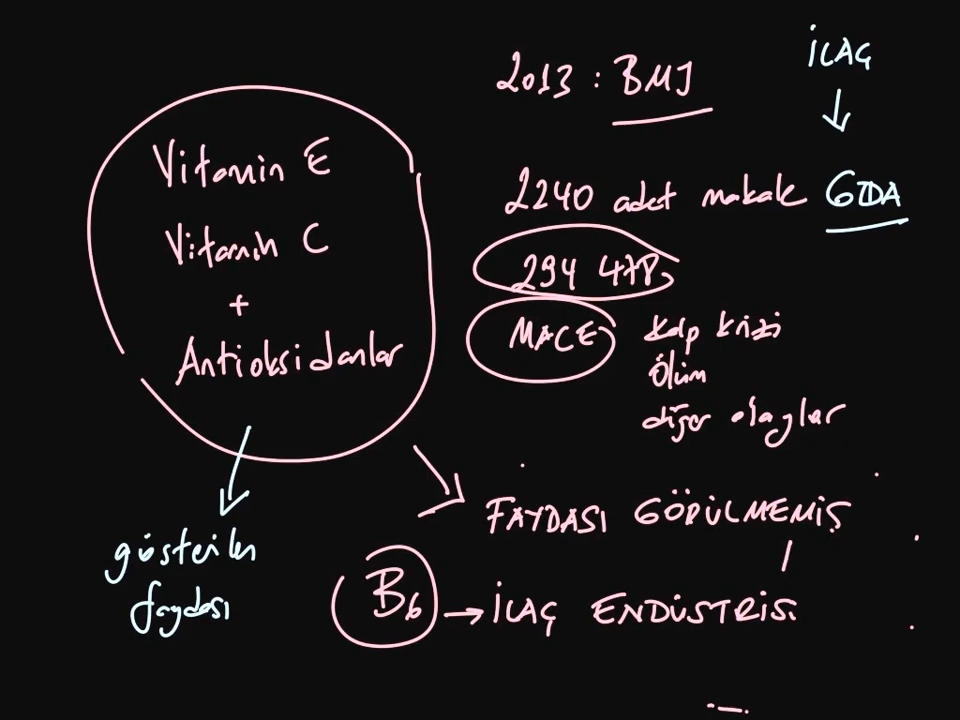 Vitamin E
Vitamin C
+
Antioksidanlar
gösterilen
faydası
2013 : BMJ
İLAÇ
2240 adet makale GIDA
294 478
MACE
kalp krizi
ölüm
diğer olaylar
FAYDASI GÖRÜLMEMİŞ
B6 → İLAÇ ENDÜSTRİSİ